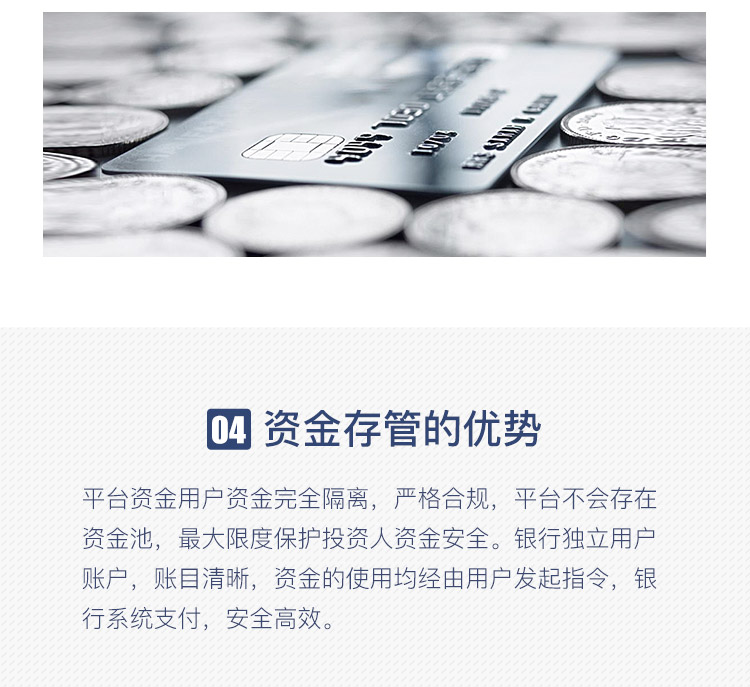 04 资金存管的优势
平台资金用户资金完全隔离，严格合规，平台不会存在
资金池，最大限度保护投资人资金安全。银行独立用户
账户，账目清晰，资金的使用均经由用户发起指令，银
行系统支付，安全高效。